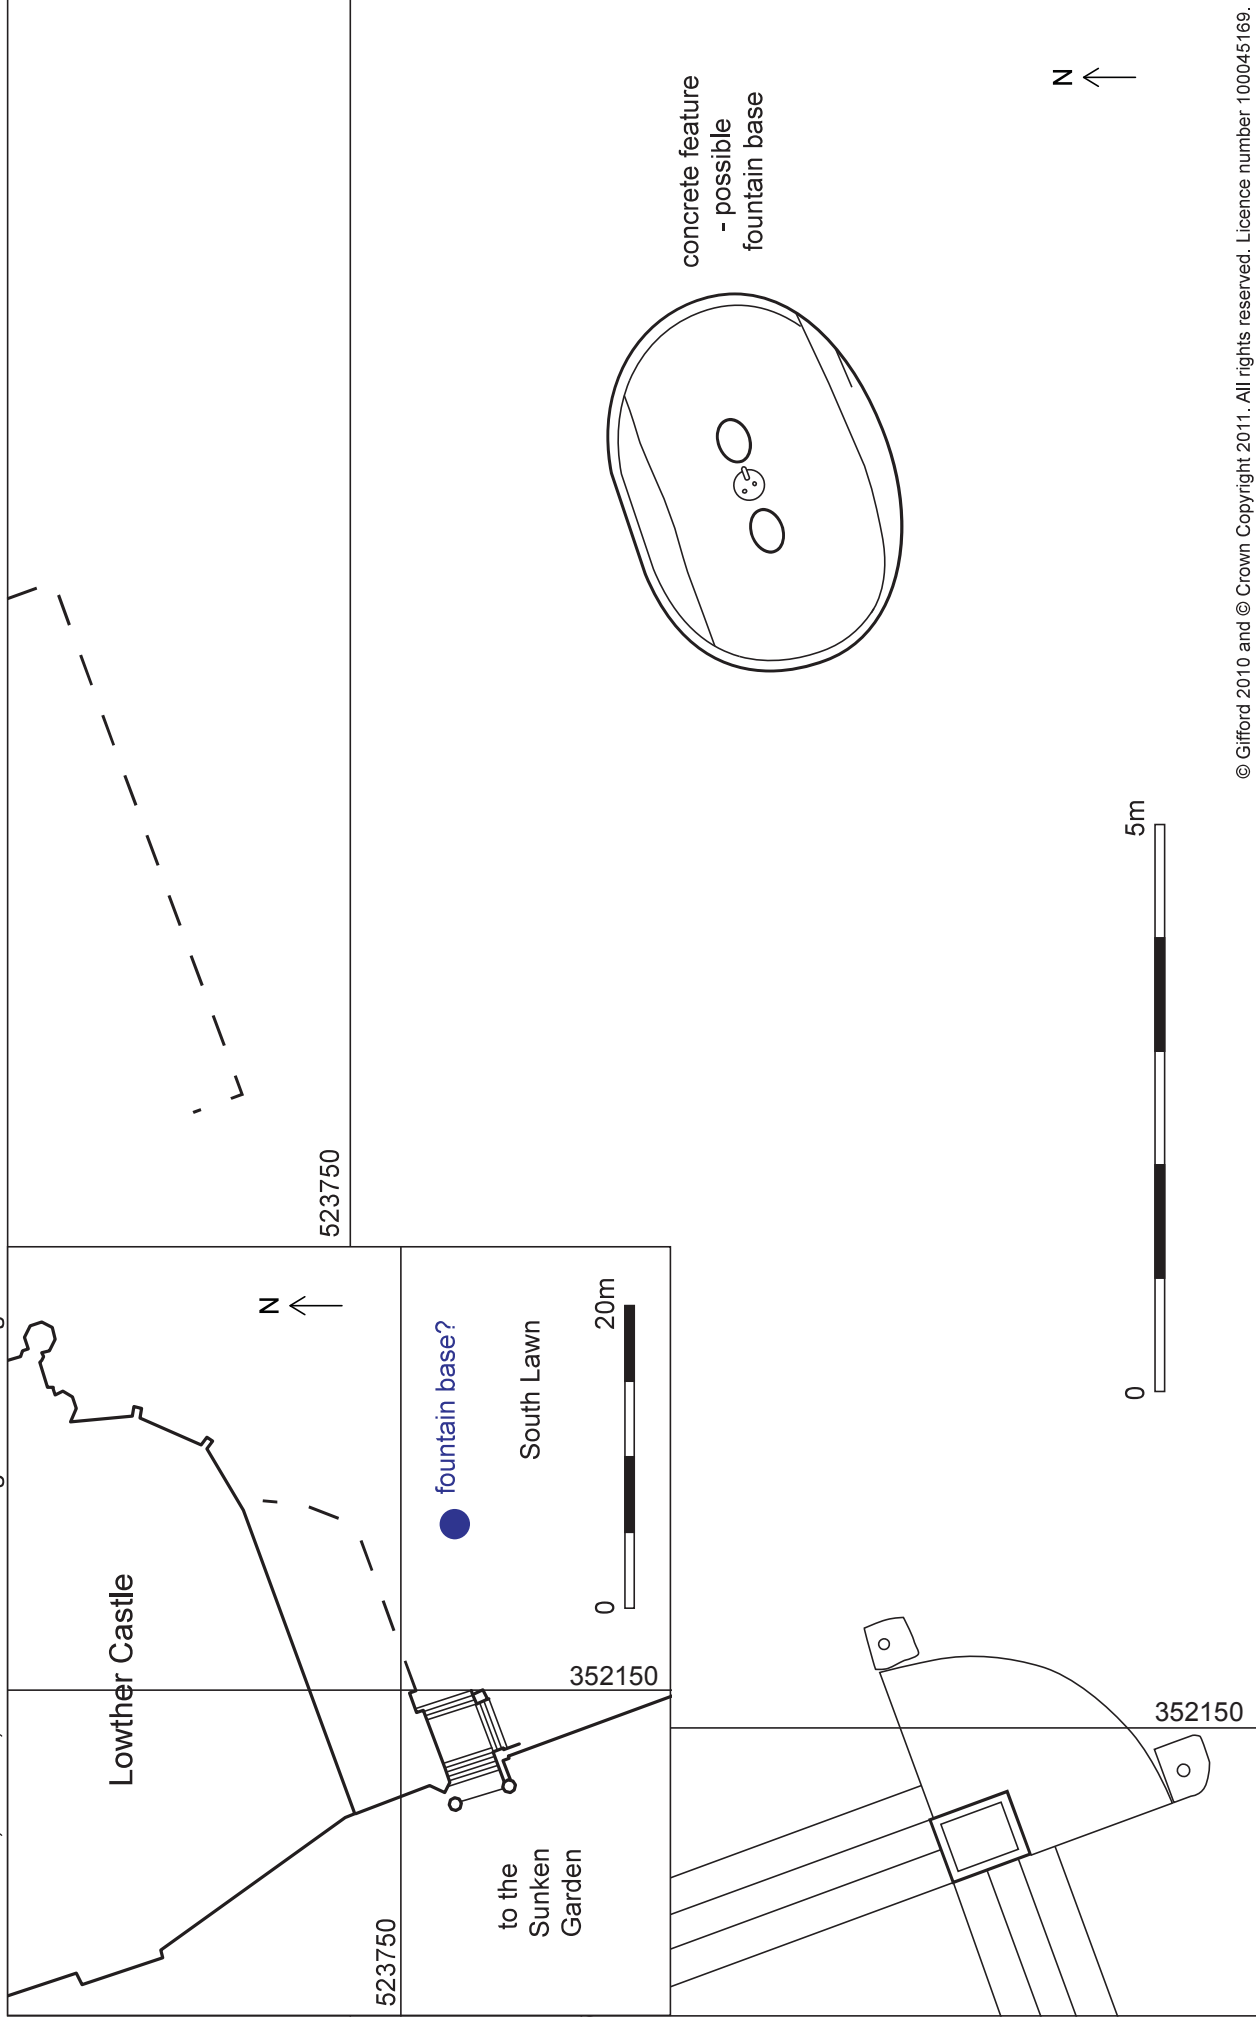 Lowther Castle
N
523750
fountain base?
South Lawn
0
20m
352150
to the
Sunken
Garden
523750
concrete feature
- possible
fountain base
N
0
5m
352150
© Gifford 2010 and © Crown Copyright 2011. All rights reserved. Licence number 100045169.